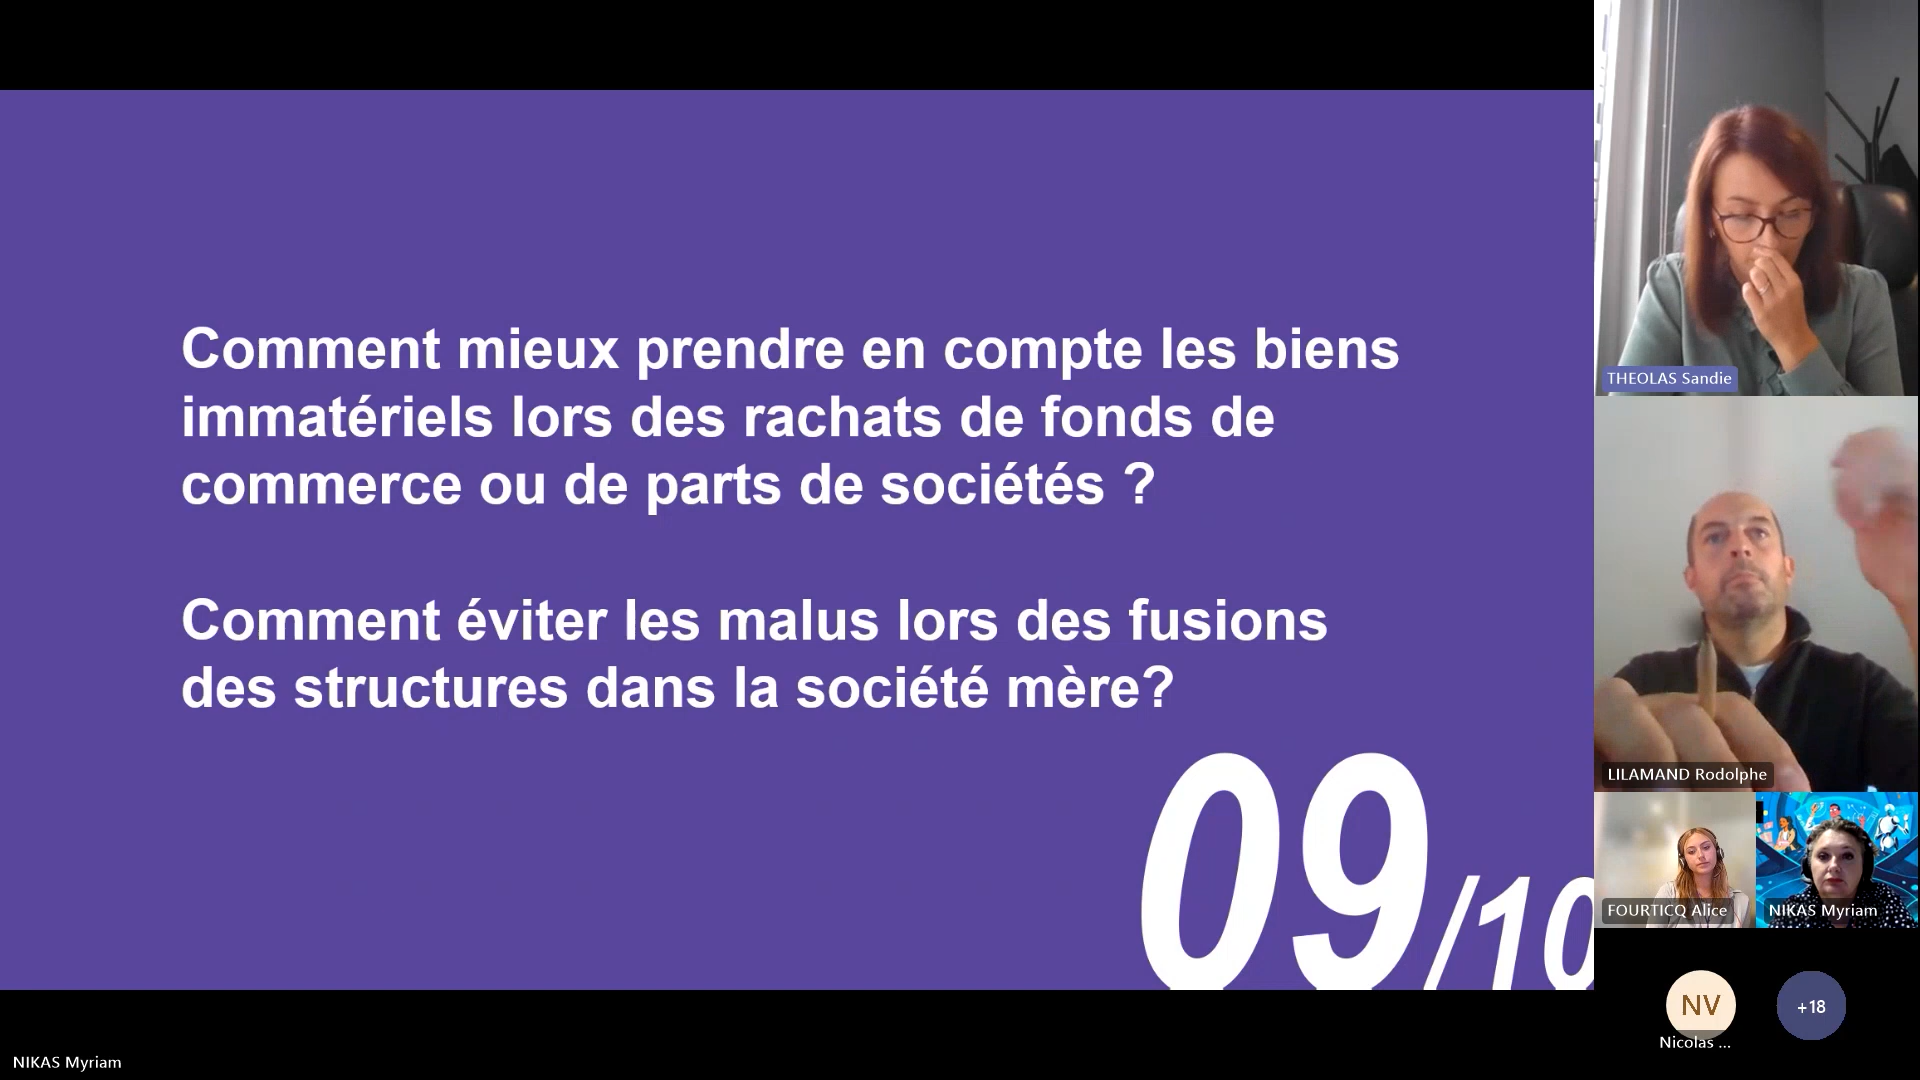 Comment mieux prendre en compte les biens
immatériels lors des rachats de fonds de
commerce ou de parts de sociétés ?
Comment éviter les malus lors des fusions
des structures dans la société mère?
09/10
THEOLAS Sandie
LILAMAND Rodolphe
FOURTICQ Alice
NIKAS Myriam
NV
+18
Nicolas ...
NIKAS Myriam